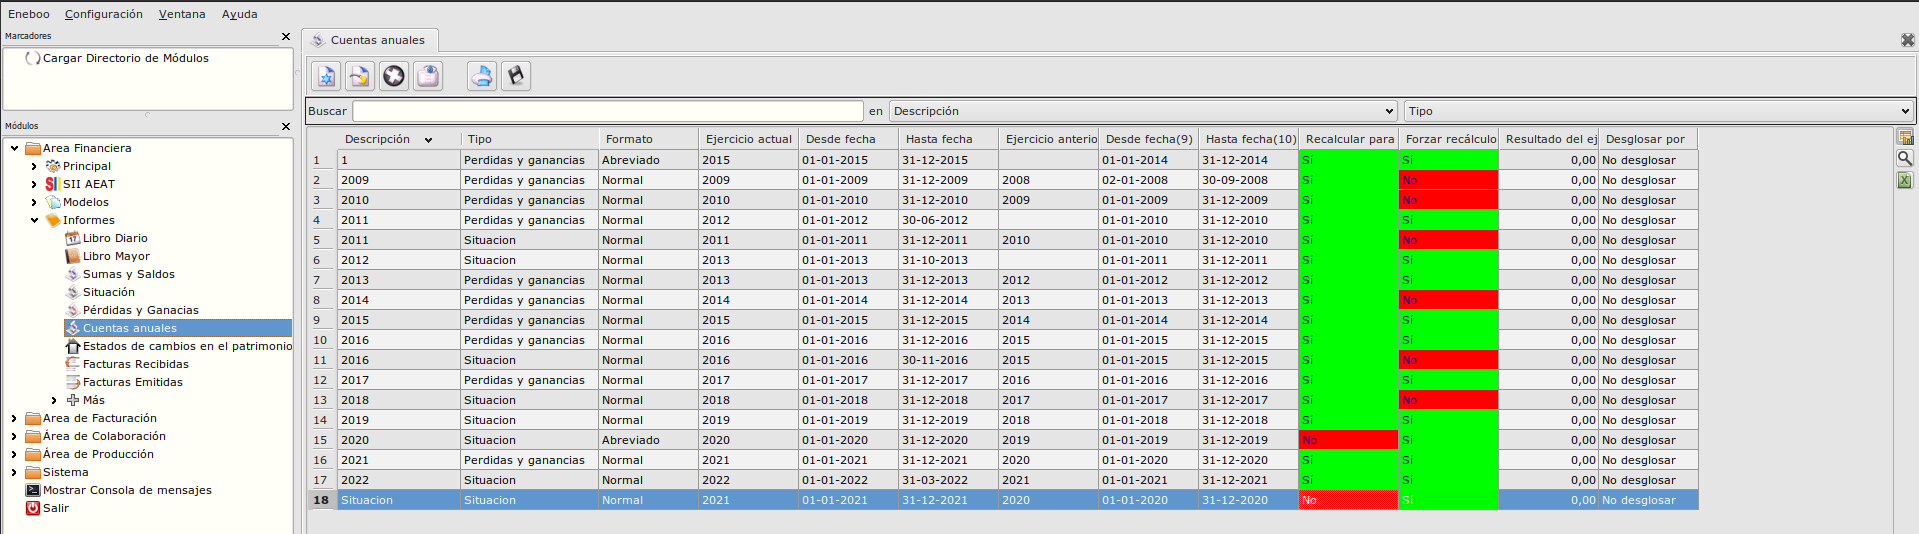 Eneboo Configuración Ventana Ayuda
Marcadores
Cargar Directorio de Módulos
Módulos
Area Financiera
Principal
SII AEAT
Modelos
Informes
Libro Diario
Libro Mayor
Sumas y Saldos
Situación
Pérdidas y Ganacias
Cuentas anuales
Estados de cambios en el patrimonio
Facturas Recibidas
Facturas Emitidas
Más
Area de Facturación
Área de Colaboración
Área de Producción
Sistema
Mostrar Consola de mensajes
Salir
Cuentas anuales
Buscar en Descripción Tipo
Descripción Tipo Formato Ejercicio actual Desde fecha Hasta fecha Ejercicio anterio Desde fecha(9) Hasta fecha(10) Recalcular para Forzar recálculo Resultado del ej Desglosar por
1 1 Perdidas y ganancias Abreviado 2015 01-01-2015 31-12-2015 01-01-2014 31-12-2014 Sí Sí 0,00 No desglosar
2 2009 Perdidas y ganancias Normal 2009 01-01-2009 31-12-2009 2008 02-01-2008 30-09-2008 Sí No 0,00 No desglosar
3 2010 Perdidas y ganancias Normal 2010 01-01-2010 31-12-2010 2009 01-01-2009 31-12-2009 Sí No 0,00 No desglosar
4 2011 Perdidas y ganancias Normal 2012 01-01-2012 30-06-2012 01-01-2010 31-12-2010 Sí Sí 0,00 No desglosar
5 2011 Situacion Normal 2011 01-01-2011 31-12-2011 2010 01-01-2010 31-12-2010 Sí No 0,00 No desglosar
6 2012 Situacion Normal 2013 01-01-2013 31-10-2013 01-01-2011 31-12-2011 Sí Sí 0,00 No desglosar
7 2013 Perdidas y ganancias Normal 2013 01-01-2013 31-12-2013 2012 01-01-2012 31-12-2012 Sí Sí 0,00 No desglosar
8 2014 Perdidas y ganancias Normal 2014 01-01-2014 31-12-2014 2013 01-01-2013 31-12-2013 Sí No 0,00 No desglosar
9 2015 Perdidas y ganancias Normal 2015 01-01-2015 31-12-2015 2014 01-01-2014 31-12-2014 Sí Sí 0,00 No desglosar
10 2016 Perdidas y ganancias Normal 2016 01-01-2016 31-12-2016 2015 01-01-2015 31-12-2015 Sí Sí 0,00 No desglosar
11 2016 Situacion Normal 2016 01-01-2016 30-11-2016 2015 01-01-2015 31-12-2015 Sí No 0,00 No desglosar
12 2017 Perdidas y ganancias Normal 2017 01-01-2017 31-12-2017 2016 01-01-2016 31-12-2016 Sí Sí 0,00 No desglosar
13 2018 Situacion Normal 2018 01-01-2018 31-12-2018 2017 01-01-2017 31-12-2017 Sí No 0,00 No desglosar
14 2019 Situacion Normal 2019 01-01-2019 31-12-2019 2018 01-01-2018 31-12-2018 Sí Sí 0,00 No desglosar
15 2020 Situacion Abreviado 2020 01-01-2020 31-12-2020 2019 01-01-2019 31-12-2019 No Sí 0,00 No desglosar
16 2021 Perdidas y ganancias Normal 2021 01-01-2021 31-12-2021 2020 01-01-2020 31-12-2020 Sí Sí 0,00 No desglosar
17 2022 Situacion Normal 2022 01-01-2022 31-03-2022 2021 01-01-2021 31-12-2021 Sí Sí 0,00 No desglosar
18 Situacion Situacion Normal 2021 01-01-2021 31-12-2021 2020 01-01-2020 31-12-2020 No Sí 0,00 No desglosar